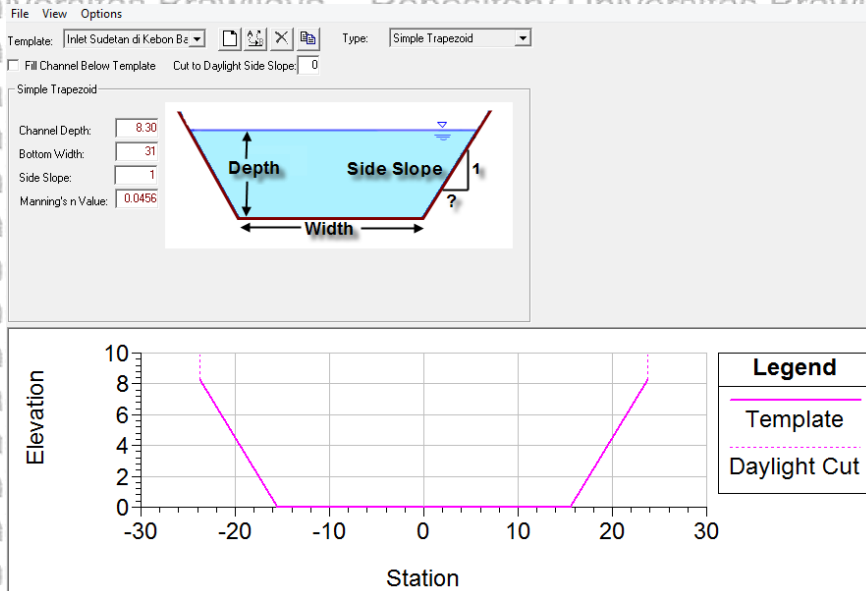 File View Options
Template: Inlet Sudetan di Kebon Ba Type: Simple Trapezoid
Fill Channel Below Template Cut to Daylight Side Slope: 0
Simple Trapezoid
Channel Depth: 8.30
Bottom Width: 31
Side Slope: 1
Manning's n Value: 0.0456
Depth
Side Slope
1
?
Width
10
8
6
4
2
0
Elevation
-30 -20 -10 0 10 20 30
Station
Legend
Template
Daylight Cut